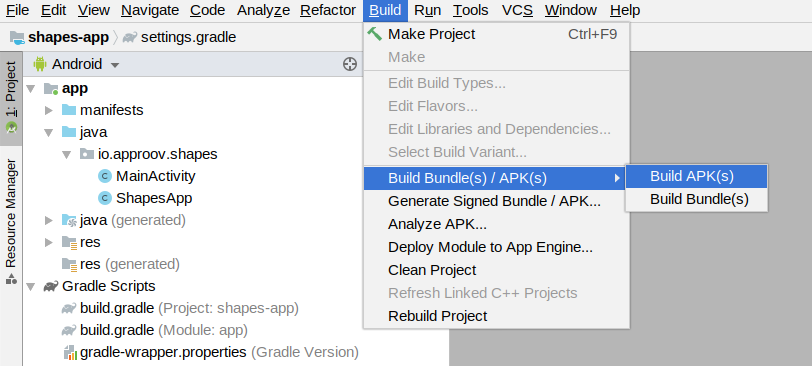 File Edit View Navigate Code Analyze Refactor Build Run Tools VCS Window Help
shapes-app settings.gradle
1: Project
Resource Manager
Android
app
manifests
java
io.approov.shapes
MainActivity
ShapesApp
java (generated)
res
res (generated)
Gradle Scripts
build.gradle (Project: shapes-app)
build.gradle (Module: app)
gradle-wrapper.properties (Gradle Version)
Make Project Ctrl+F9
Make
Edit Build Types...
Edit Flavors...
Edit Libraries and Dependencies...
Select Build Variant...
Build Bundle(s) / APK(s)
Generate Signed Bundle / APK...
Analyze APK...
Deploy Module to App Engine...
Clean Project
Refresh Linked C++ Projects
Rebuild Project
Build APK(s)
Build Bundle(s)